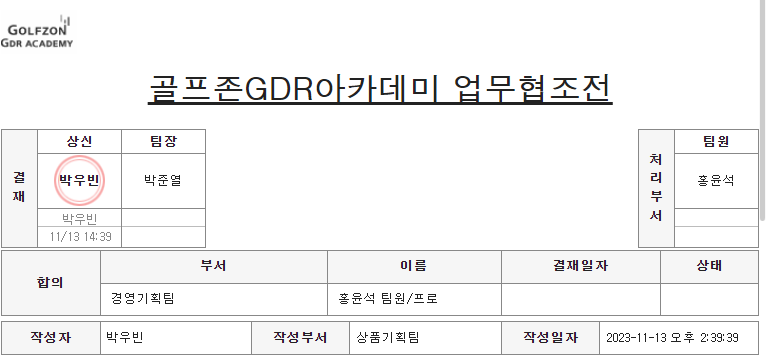 GOLFZON
GDR ACADEMY
골프존GDR아카데미 업무협조전
결재
상신 팀장
박우빈 박준열
박우빈
11/13 14:39
처리부서
팀원
홍윤석
합의
부서 이름 결재일자 상태
경영기획팀 홍윤석 팀원/프로
작성자 박우빈 작성부서 상품기획팀 작성일자 2023-11-13 오후 2:39:39